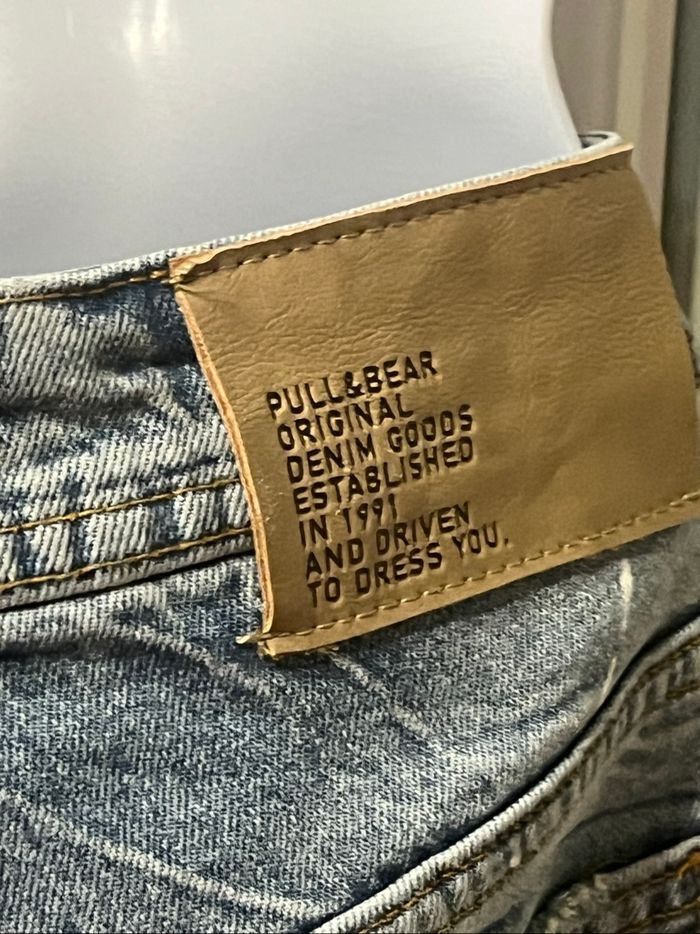 PULL&BEAR
ORIGINAL
DENIM GOODS
ESTABLISHED
IN 1991
AND DRIVEN
TO DRESS YOU.